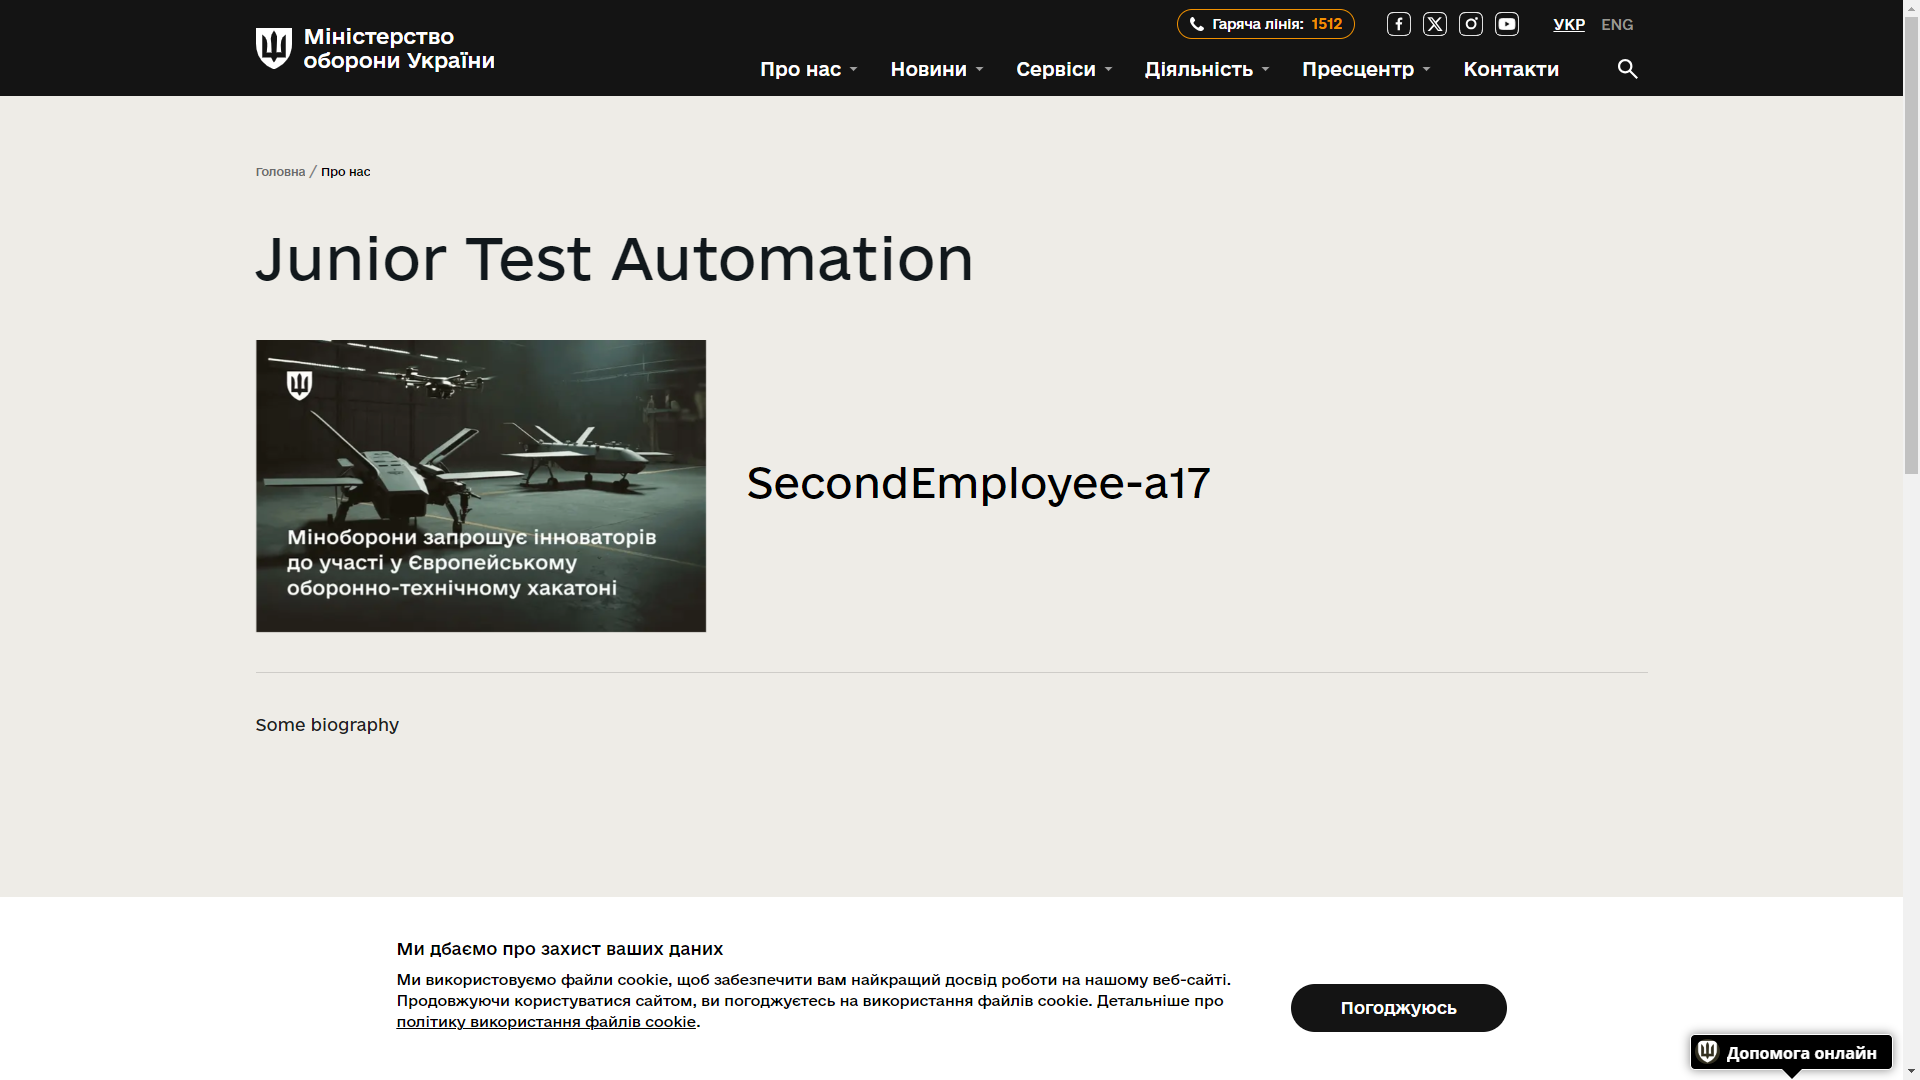 Міністерство
оборони України
Гаряча лінія: 1512
УКР ENG
Про нас Новини Сервіси Діяльність Пресцентр Контакти
Головна / Про нас
Junior Test Automation
Міноборони запрошує інноваторів
до участі у Європейському
оборонно-технічному хакатоні
SecondEmployee-a17
Some biography
Ми дбаємо про захист ваших даних
Ми використовуємо файли cookie, щоб забезпечити вам найкращий досвід роботи на нашому веб-сайті.
Продовжуючи користуватися сайтом, ви погоджуєтесь на використання файлів cookie. Детальніше про
політику використання файлів cookie.
Погоджуюсь
Допомога онлайн